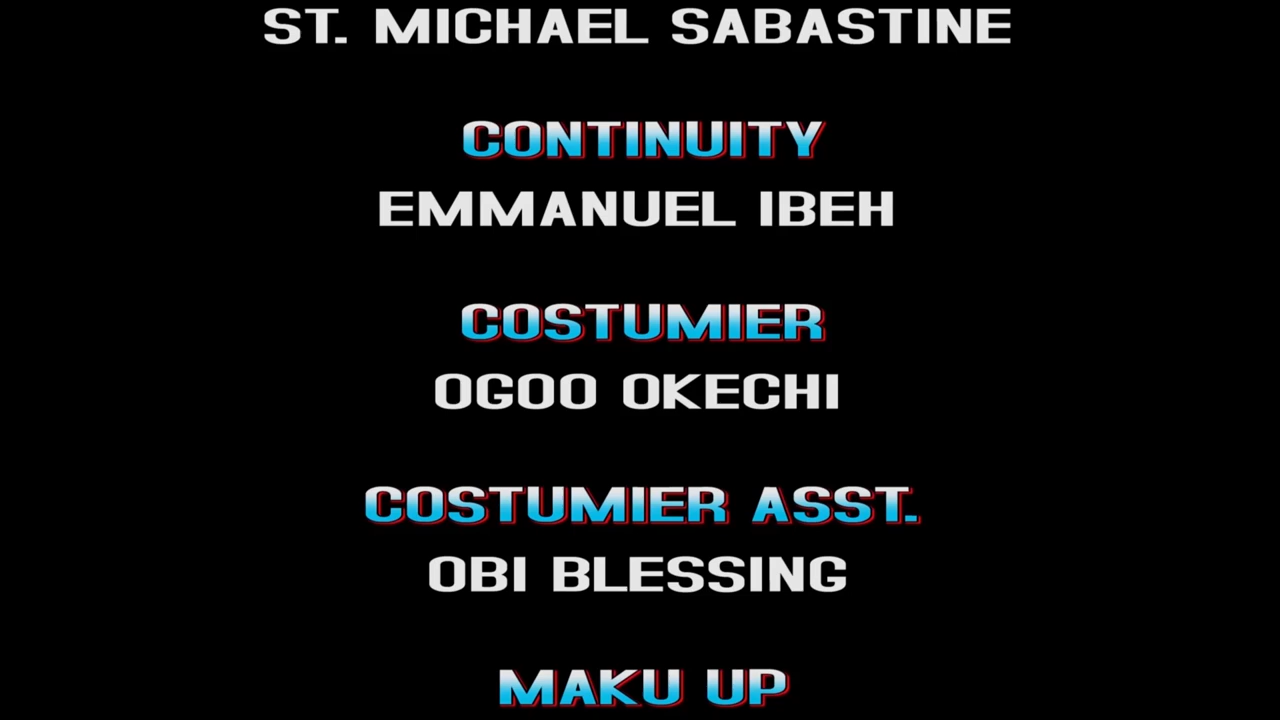 ST. MICHAEL SABASTINE
CONTINUITY
EMMANUEL IBEH
COSTUMIER
OGOO OKECHI
COSTUMIER ASST.
OBI BLESSING
MAKU UP